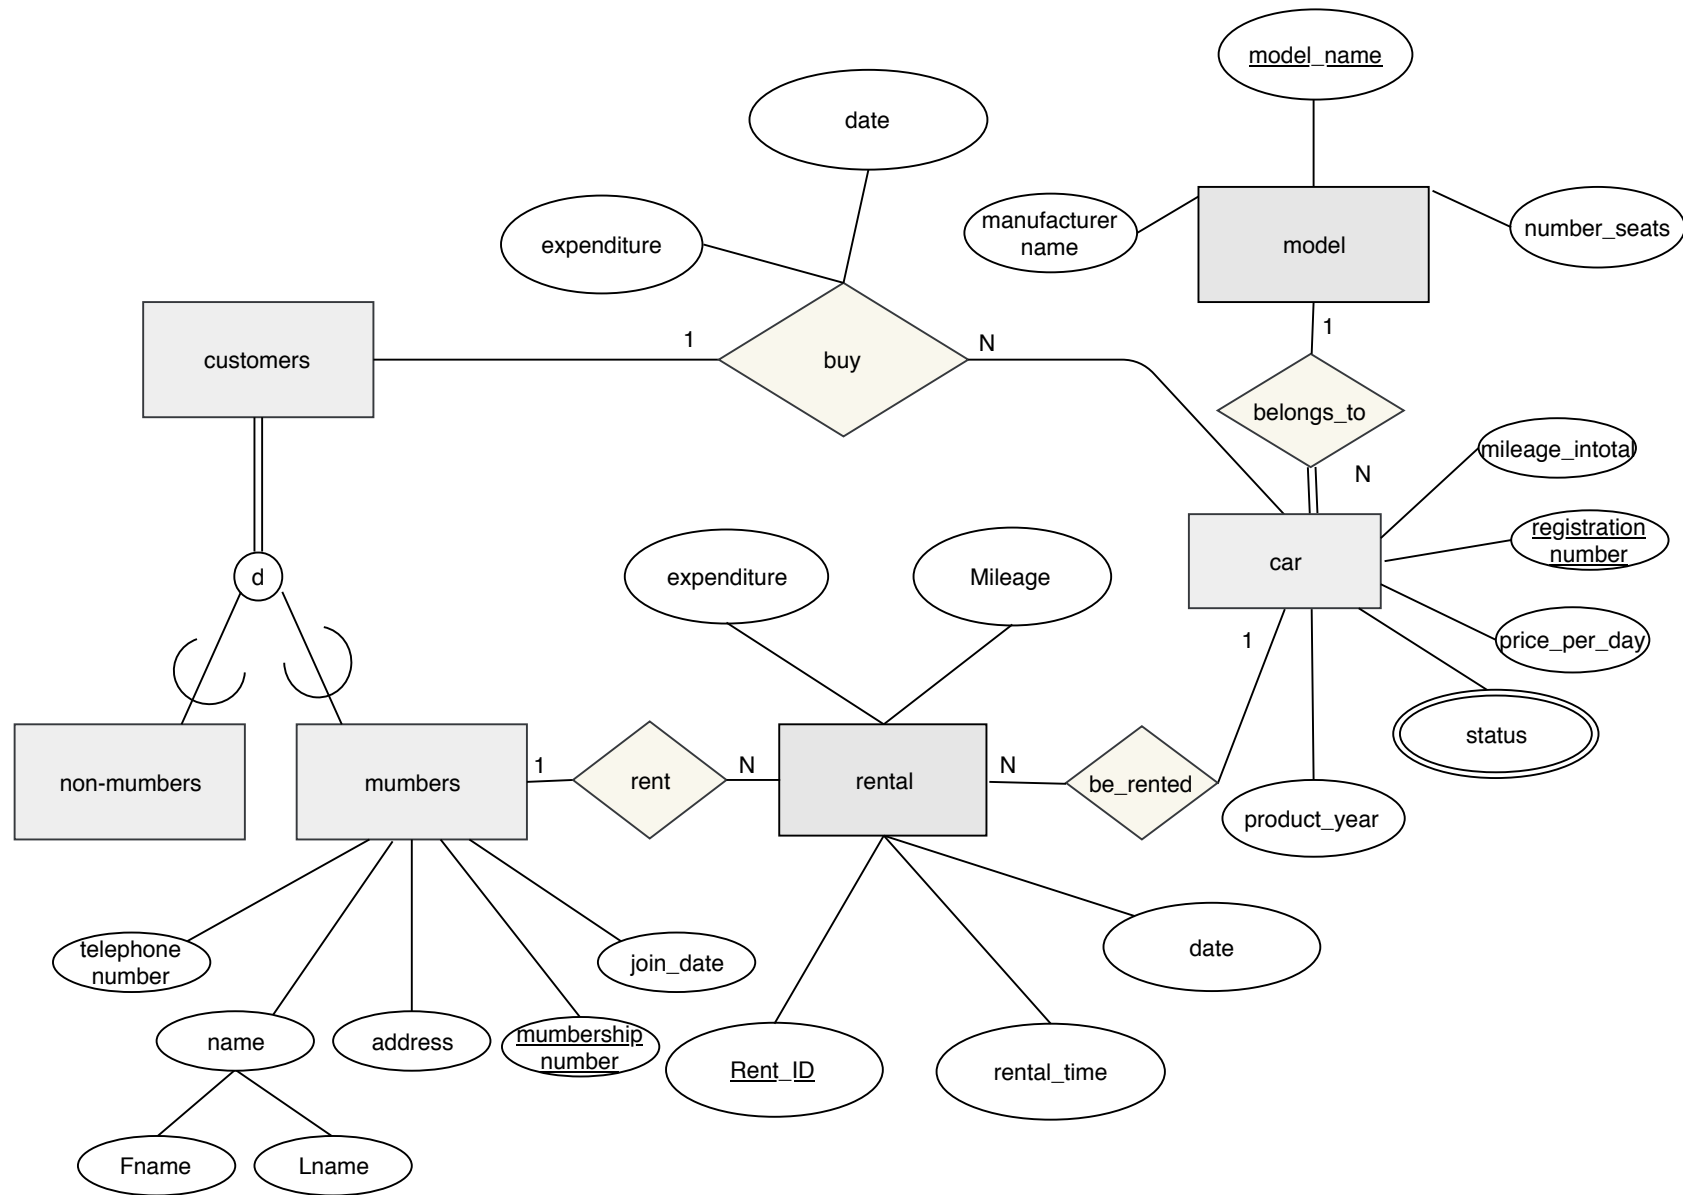 model_name
date
manufacturer
name
model
number_seats
expenditure
1
customers
1
buy
N
belongs_to
N
mileage_intotal
registration
number
car
d
expenditure
Mileage
price_per_day
1
status
non-mumbers
mumbers
1
rent
N
rental
N
be_rented
product_year
telephone
number
join_date
date
name
address
mumbership
number
Rent_ID
rental_time
Fname
Lname